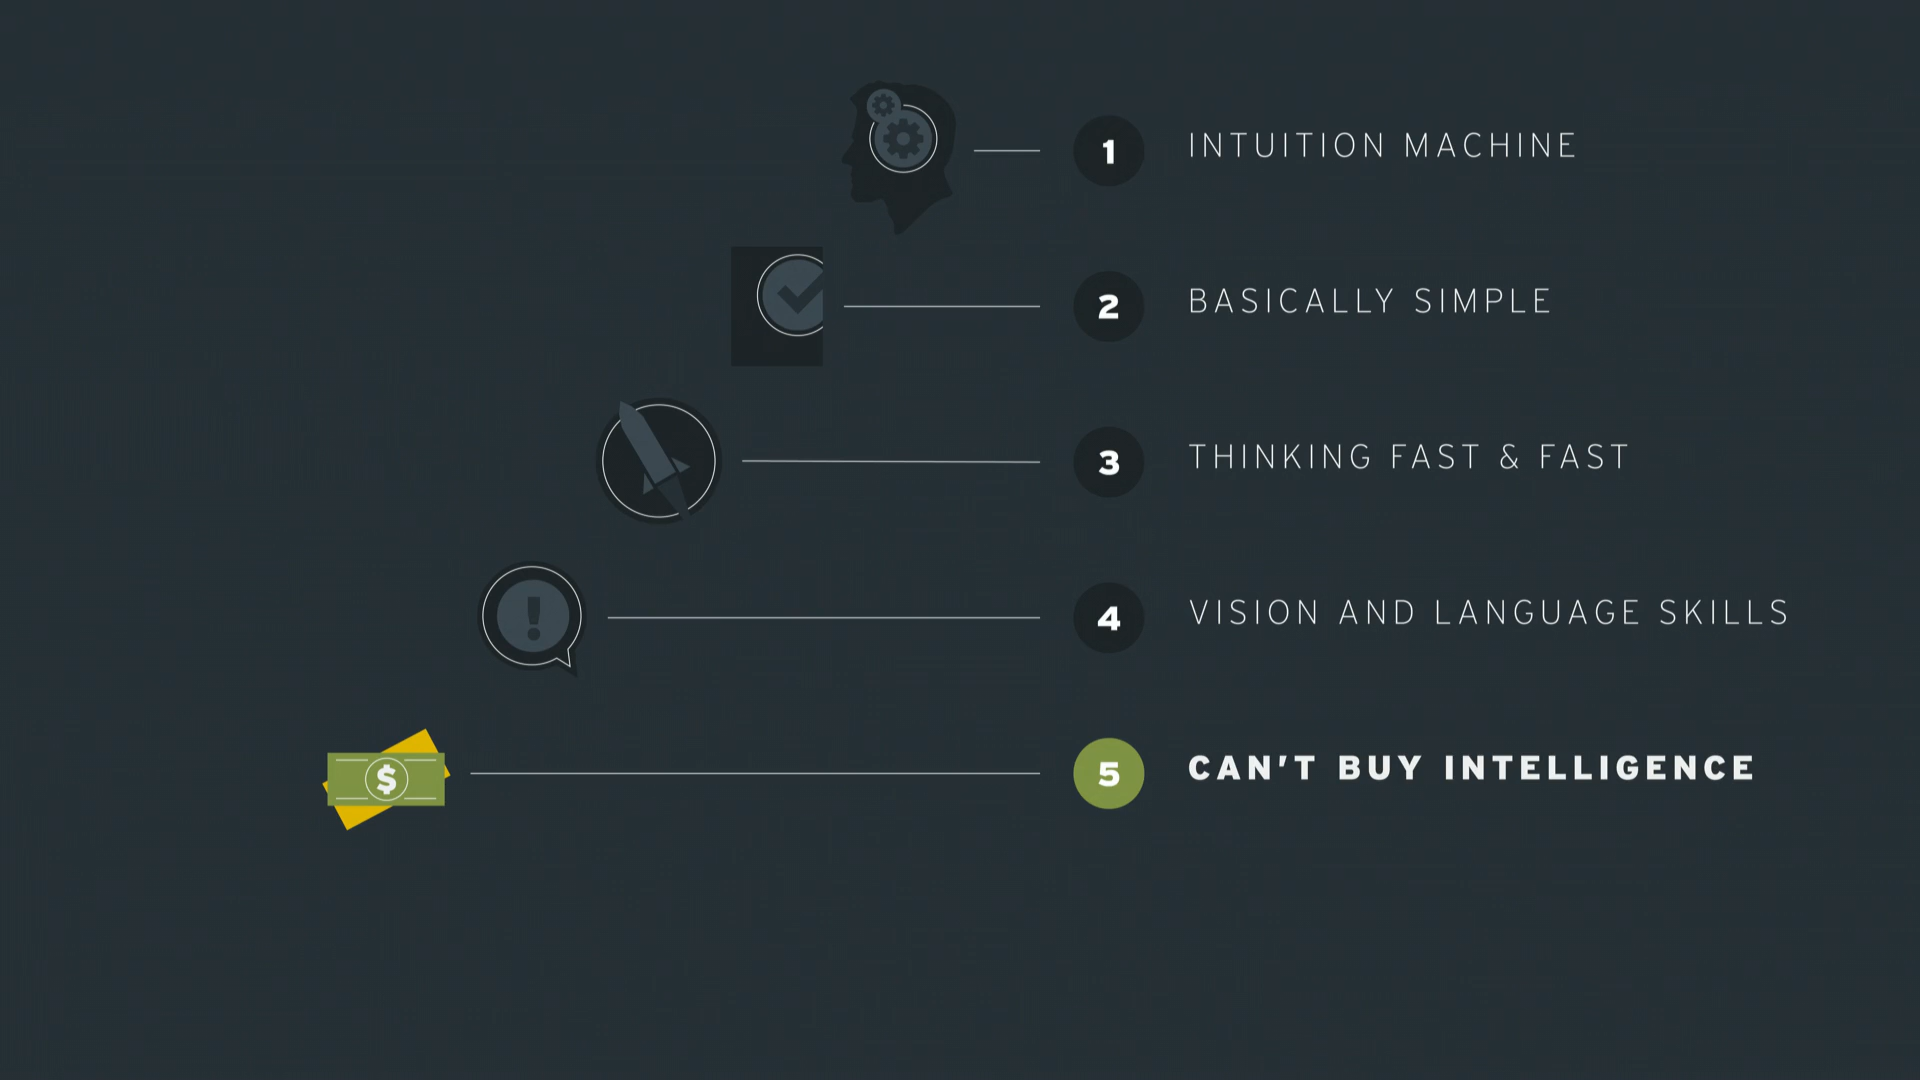 1 INTUITION MACHINE
2 BASICALLY SIMPLE
3 THINKING FAST & FAST
! 4 VISION AND LANGUAGE SKILLS
$ 5 CAN'T BUY INTELLIGENCE